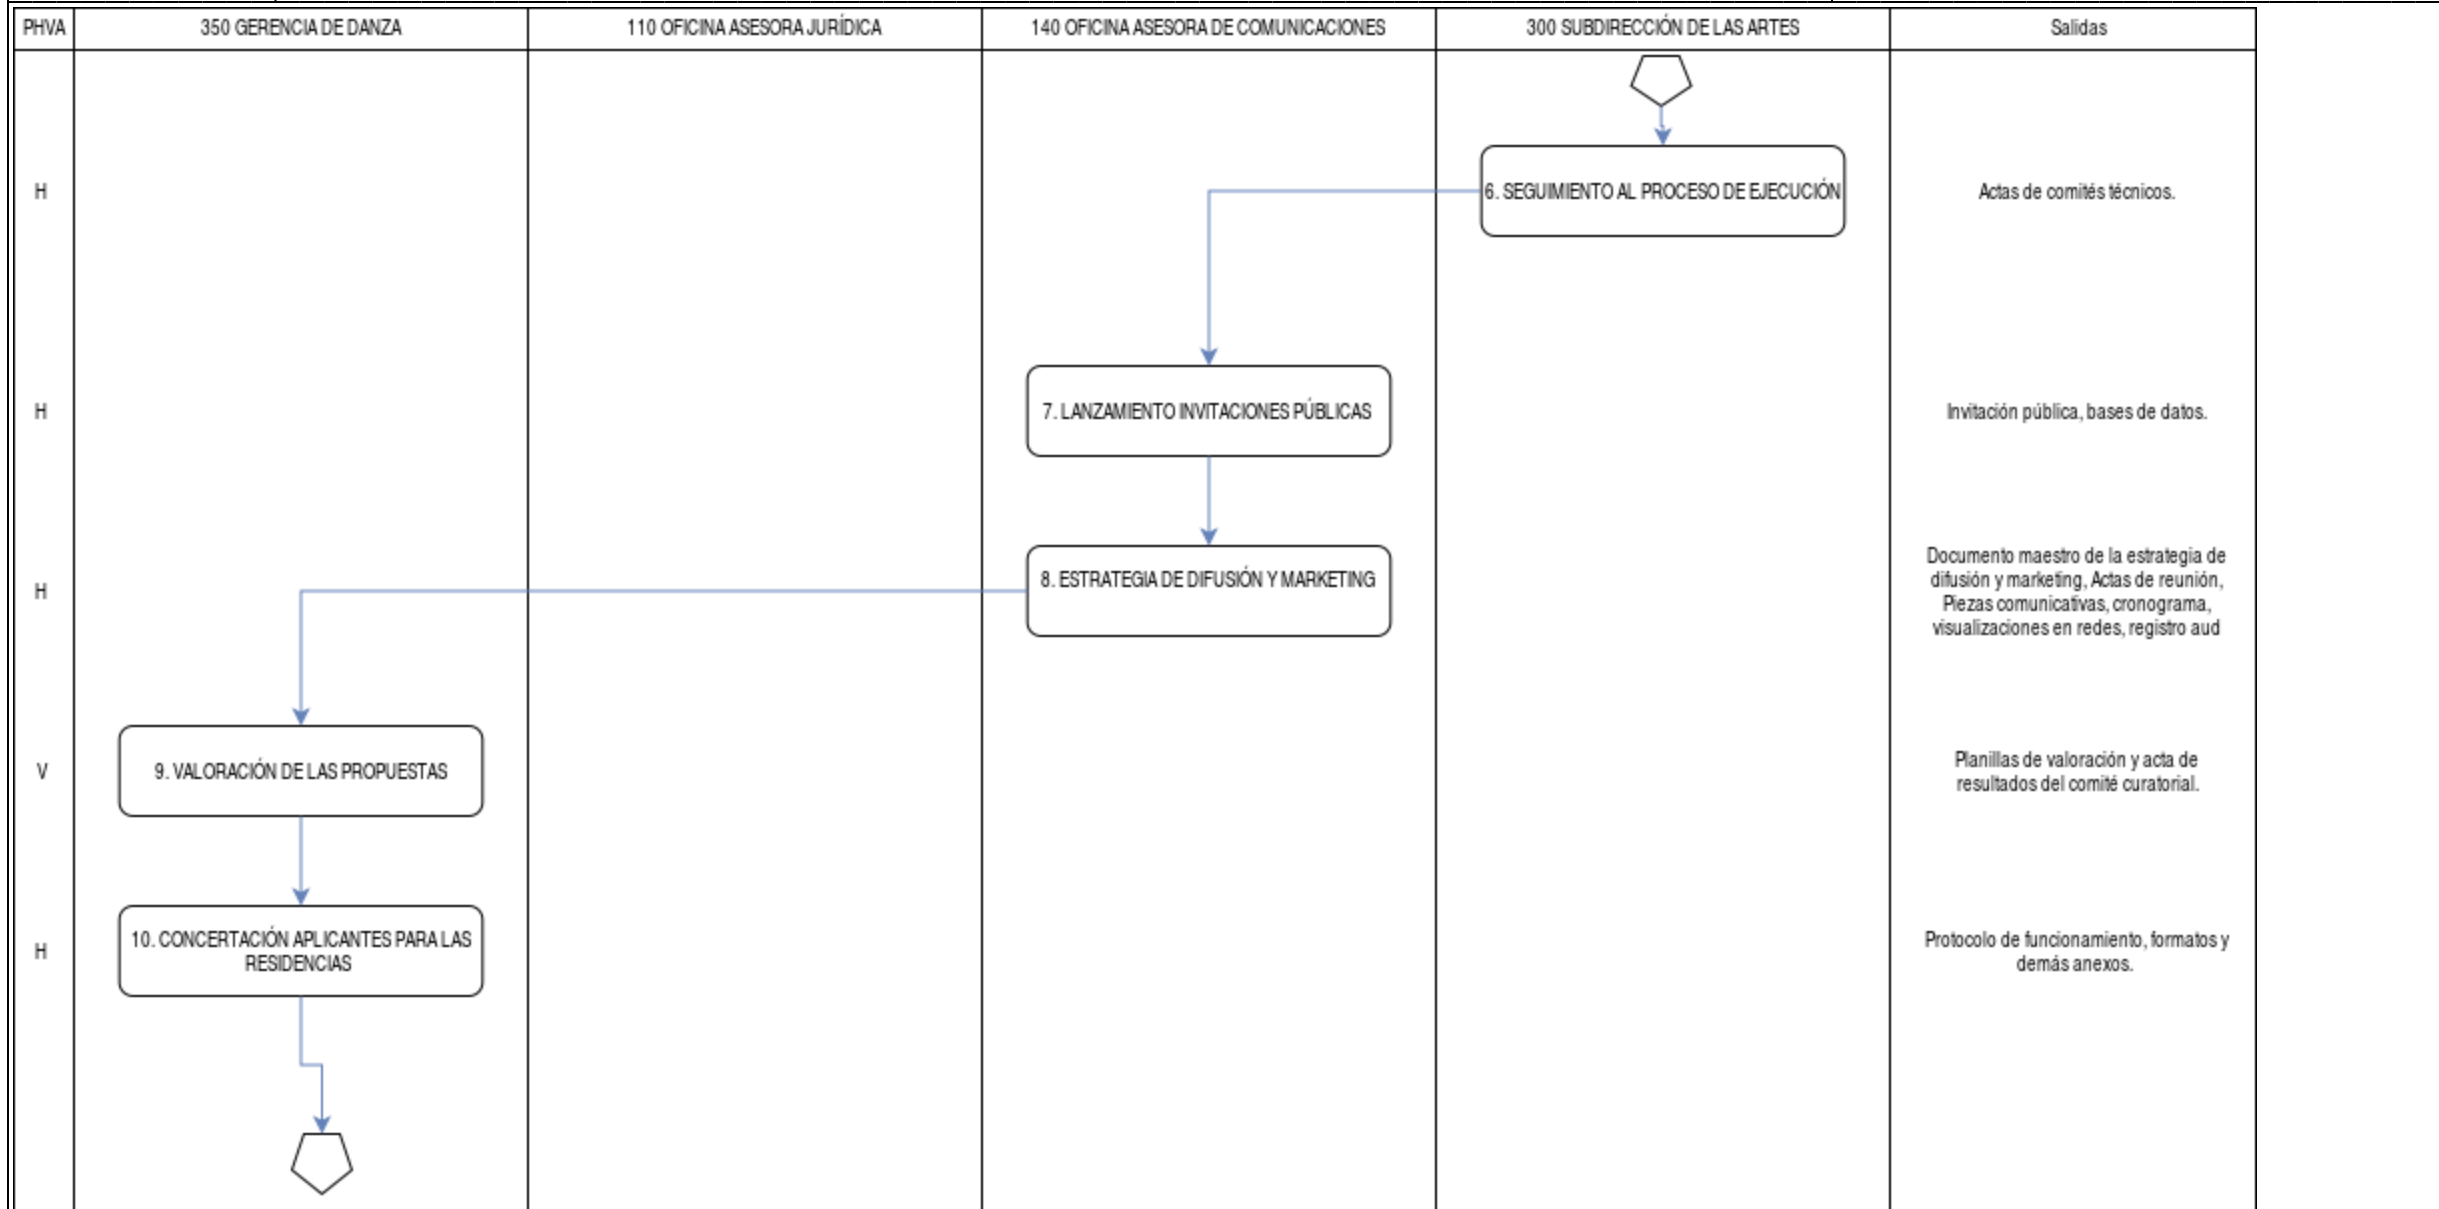 PHVA
350 GERENCIA DE DANZA
110 OFICINA ASESORA JURÍDICA
140 OFICINA ASESORA DE COMUNICACIONES
300 SUBDIRECCIÓN DE LAS ARTES
Salidas
H
6. SEGUIMIENTO AL PROCESO DE EJECUCIÓN
Actas de comités técnicos.
H
7. LANZAMIENTO INVITACIONES PÚBLICAS
Invitación pública, bases de datos.
H
8. ESTRATEGIA DE DIFUSIÓN Y MARKETING
Documento maestro de la estrategia de
difusión y marketing, Actas de reunión,
Piezas comunicativas, cronograma,
visualizaciones en redes, registro aud
V
9. VALORACIÓN DE LAS PROPUESTAS
Planillas de valoración y acta de
resultados del comité curatorial.
H
10. CONCERTACIÓN APLICANTES PARA LAS
RESIDENCIAS
Protocolo de funcionamiento, formatos y
demás anexos.